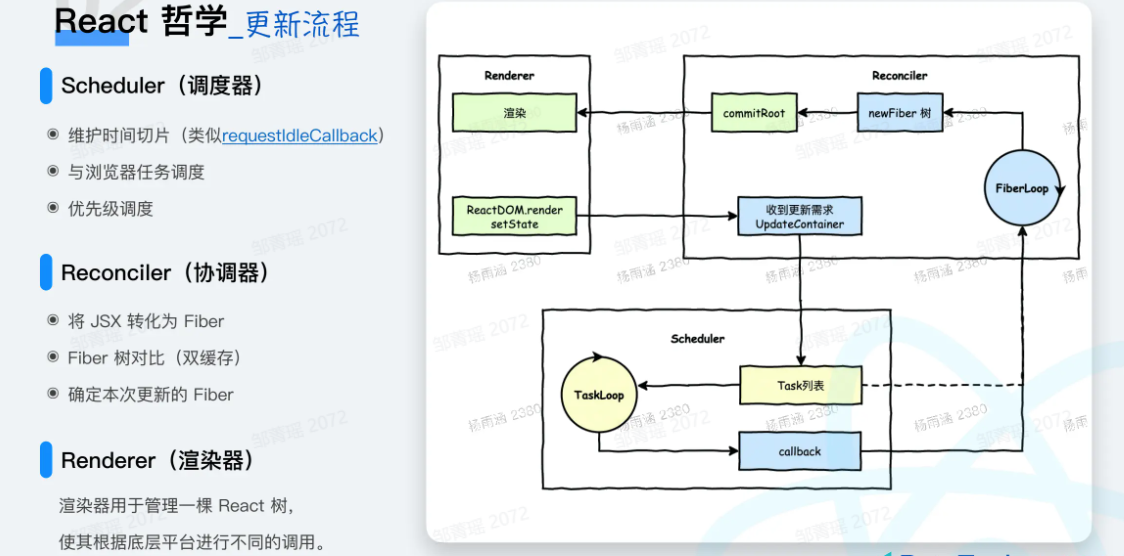 React 哲学_更新流程
Scheduler（调度器）
维护时间切片（类似requestIdleCallback）
与浏览器任务调度
优先级调度
Reconciler（协调器）
将 JSX 转化为 Fiber
Fiber 树对比（双缓存）
确定本次更新的 Fiber
Renderer（渲染器）
渲染器用于管理一棵 React 树，
使其根据底层平台进行不同的调用。
Renderer
渲染
ReactDOM.render
setState
Reconciler
commitRoot
newFiber 树
FiberLoop
收到更新需求
UpdateContainer
Scheduler
TaskLoop
Task列表
callback
邹菁瑶 2072
杨雨涵 2380